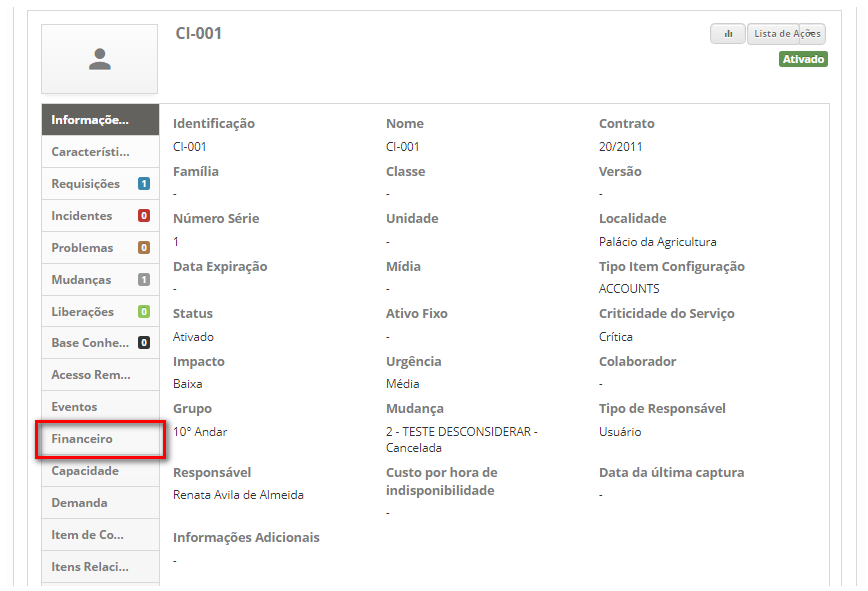 CI-001
Lista de Ações
Ativado
Informaçõe...
Característi...
Requisições 1
Incidentes 0
Problemas 0
Mudanças 1
Liberações 0
Base Conhe... 0
Acesso Rem...
Eventos
Financeiro
Capacidade
Demanda
Item de Co...
Itens Relaci...
Identificação Nome Contrato
CI-001 CI-001 20/2011
Família Classe Versão
- - -
Número Série Unidade Localidade
1 - Palácio da Agricultura
Data Expiração Mídia Tipo Item Configuração
- - ACCOUNTS
Status Ativo Fixo Criticidade do Serviço
Ativado - Crítica
Impacto Urgência Colaborador
Baixa Média -
Grupo Mudança Tipo de Responsável
10° Andar 2 - TESTE DESCONSIDERAR - Usuário
Cancelada
Responsável Custo por hora de Data da última captura
indisponibilidade
Renata Avila de Almeida -
-
Informações Adicionais
-